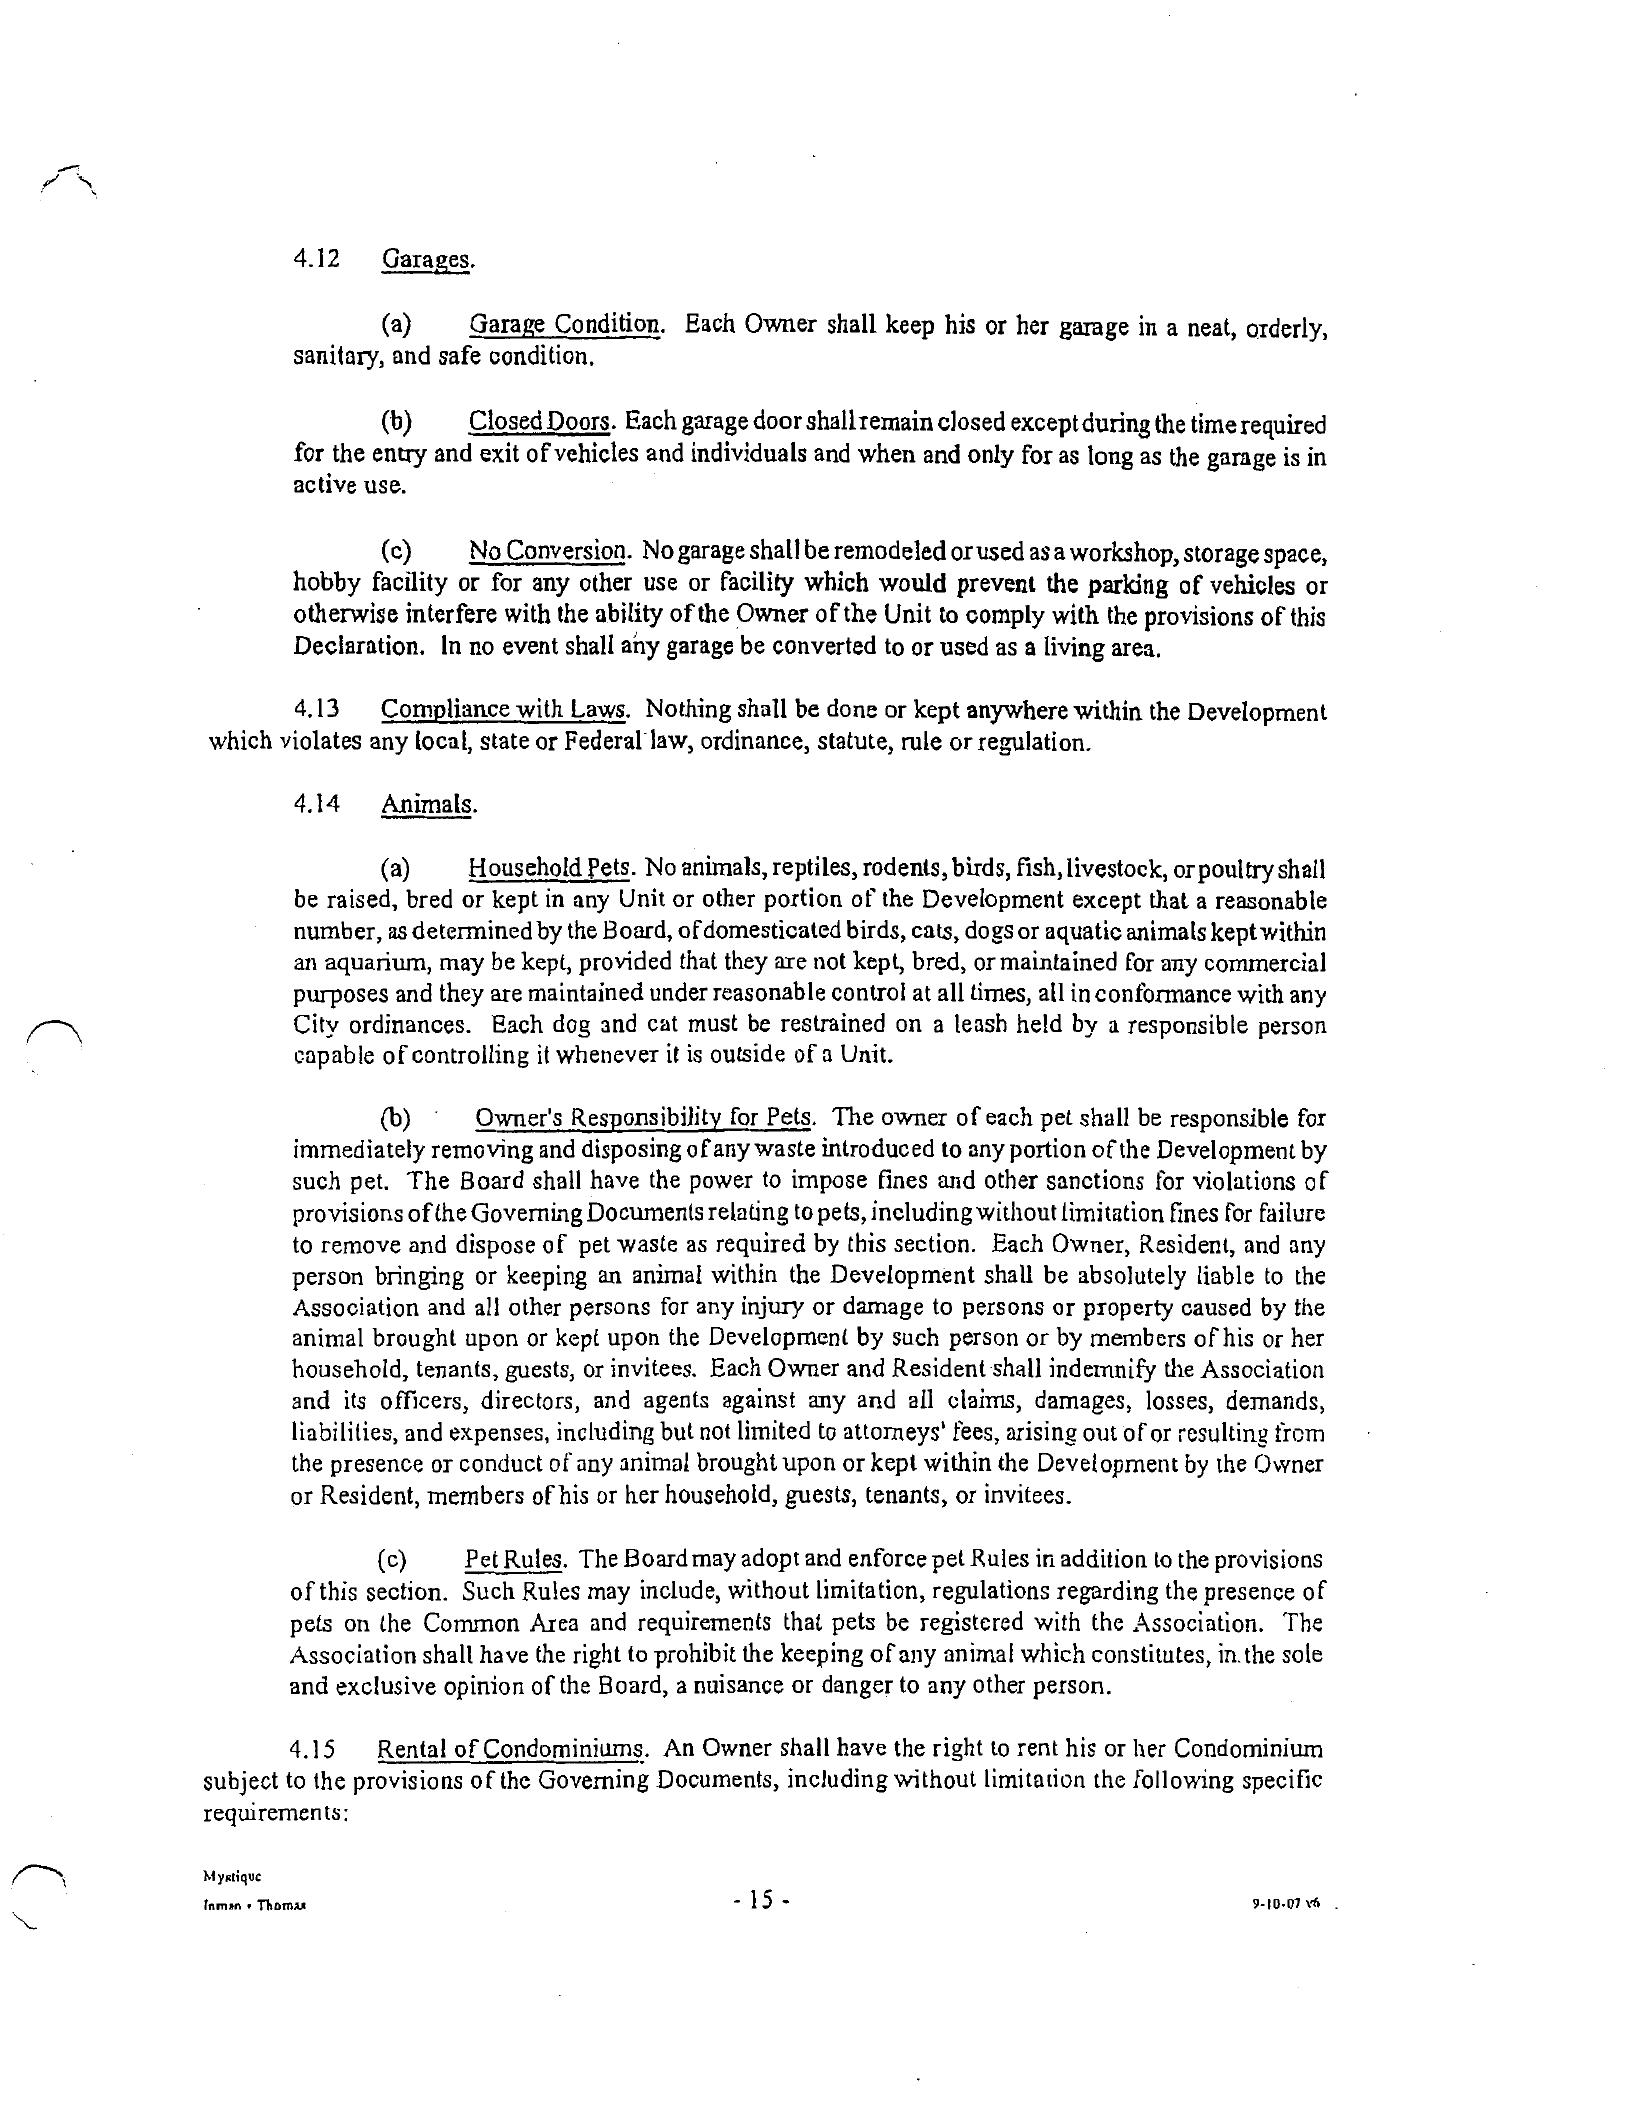 4.12 Garages.
(a) Garage Condition. Each Owner shall keep his or her garage in a neat, orderly,
sanitary, and safe condition.
(b) Closed Doors. Each garage door shall remain closed except during the time required
for the entry and exit of vehicles and individuals and when and only for as long as the garage is in
active use.
(c) No Conversion. No garage shall be remodeled or used as a workshop, storage space,
hobby facility or for any other use or facility which would prevent the parking of vehicles or
otherwise interfere with the ability of the Owner of the Unit to comply with the provisions of this
Declaration. In no event shall any garage be converted to or used as a living area.
4.13 Compliance with Laws. Nothing shall be done or kept anywhere within the Development
which violates any local, state or Federal law, ordinance, statute, rule or regulation.
4.14 Animals.
(a) Household Pets. No animals, reptiles, rodents, birds, fish, livestock, or poultry shall
be raised, bred or kept in any Unit or other portion of the Development except that a reasonable
number, as determined by the Board, of domesticated birds, cats, dogs or aquatic animals kept within
an aquarium, may be kept, provided that they are not kept, bred, or maintained for any commercial
purposes and they are maintained under reasonable control at all times, all in conformance with any
City ordinances. Each dog and cat must be restrained on a leash held by a responsible person
capable of controlling it whenever it is outside of a Unit.
(b) Owner's Responsibility for Pets. The owner of each pet shall be responsible for
immediately removing and disposing of any waste introduced to any portion of the Development by
such pet. The Board shall have the power to impose fines and other sanctions for violations of
provisions of the Governing Documents relating to pets, including without limitation fines for failure
to remove and dispose of pet waste as required by this section. Each Owner, Resident, and any
person bringing or keeping an animal within the Development shall be absolutely liable to the
Association and all other persons for any injury or damage to persons or property caused by the
animal brought upon or kept upon the Development by such person or by members of his or her
household, tenants, guests, or invitees. Each Owner and Resident shall indemnify the Association
and its officers, directors, and agents against any and all claims, damages, losses, demands,
liabilities, and expenses, including but not limited to attorneys' fees, arising out of or resulting from
the presence or conduct of any animal brought upon or kept within the Development by the Owner
or Resident, members of his or her household, guests, tenants, or invitees.
(c) Pet Rules. The Board may adopt and enforce pet Rules in addition to the provisions
of this section. Such Rules may include, without limitation, regulations regarding the presence of
pets on the Common Area and requirements that pets be registered with the Association. The
Association shall have the right to prohibit the keeping of any animal which constitutes, in the sole
and exclusive opinion of the Board, a nuisance or danger to any other person.
4.15 Rental of Condominiums. An Owner shall have the right to rent his or her Condominium
subject to the provisions of the Governing Documents, including without limitation the following specific
requirements:
Mystique
Inman • Thomas - 15 - 9-10-07 v6